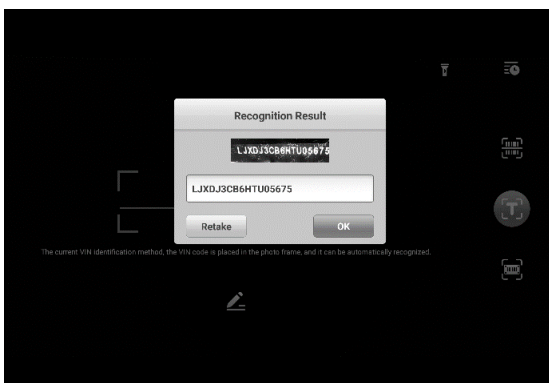 Recognition Result
LJXDJ3CB6HTU05675
LJXDJ3CB6HTU05675
Retake
OK
The current VIN identification method, the VIN code is placed in the photo frame, and it can be automatically recognized.
T